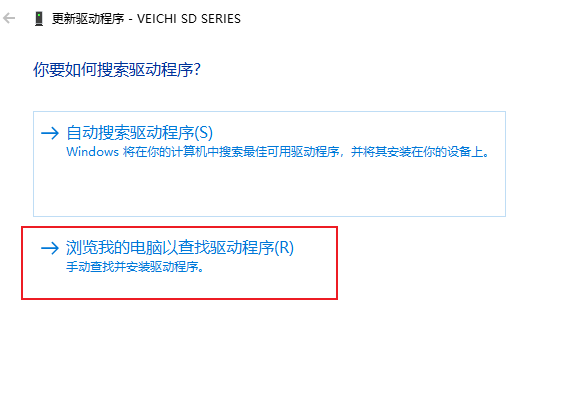 更新驱动程序 - VEICHI SD SERIES
你要如何搜索驱动程序?
自动搜索驱动程序(S)
Windows 将在你的计算机中搜索最佳可用驱动程序，并将其安装在你的设备上。
浏览我的电脑以查找驱动程序(R)
手动查找并安装驱动程序。